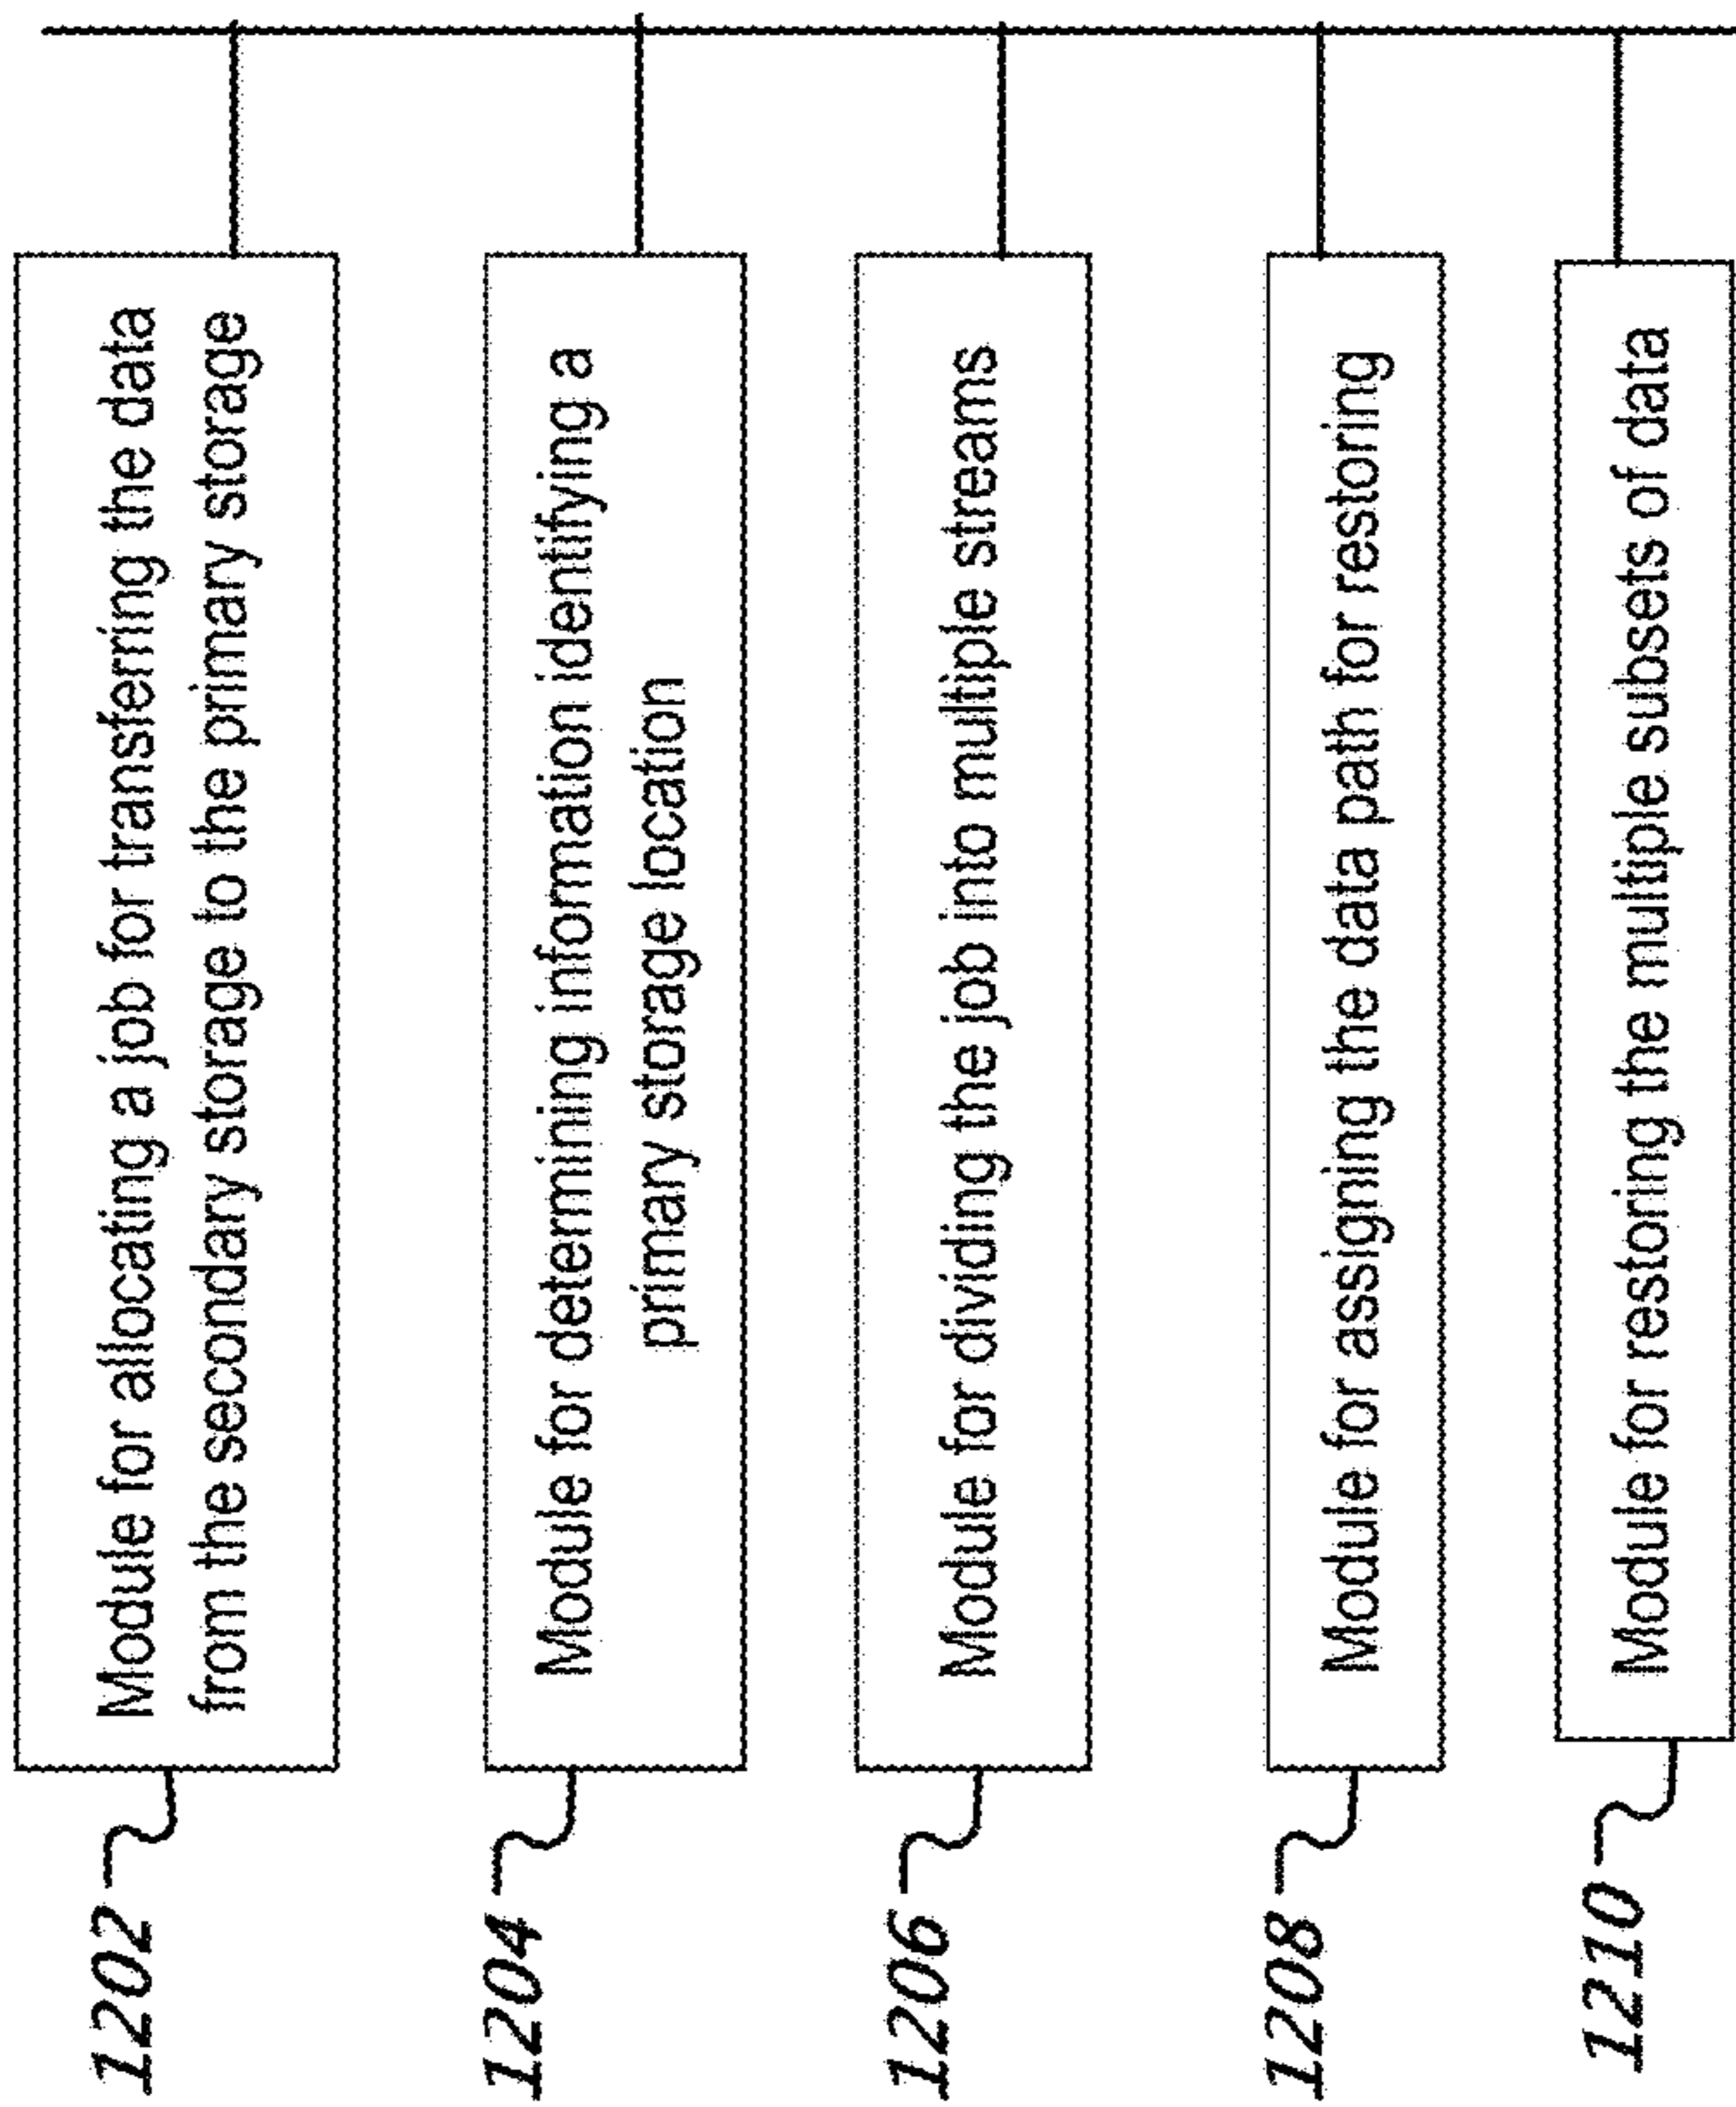 1202
Module for allocating a job for transferring the data
from the secondary storage to the primary storage
1204
Module for determining information identifying a
primary storage location
1206
Module for dividing the job into multiple streams
1208
Module for assigning the data path for restoring
1210
Module for restoring the multiple subsets of data